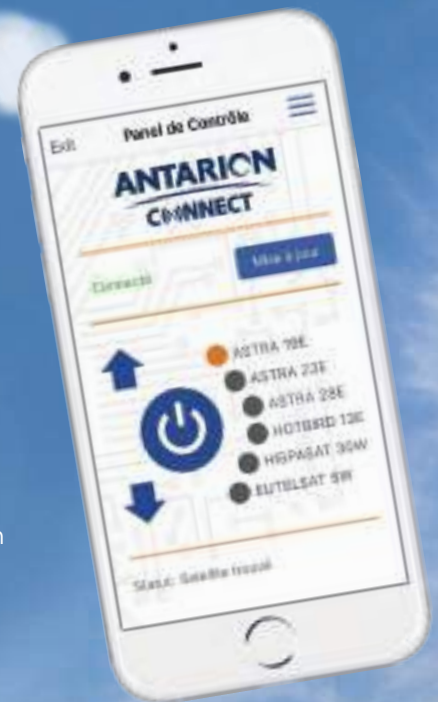 Exit Panel de Contrôle
ANTARION
CONNECT
Connecté Mise à jour
ASTRA 19E
ASTRA 23E
ASTRA 28E
HOTBIRD 13E
HISPASAT 30W
EUTELSAT 5W
Status: Satellite trouvé
n